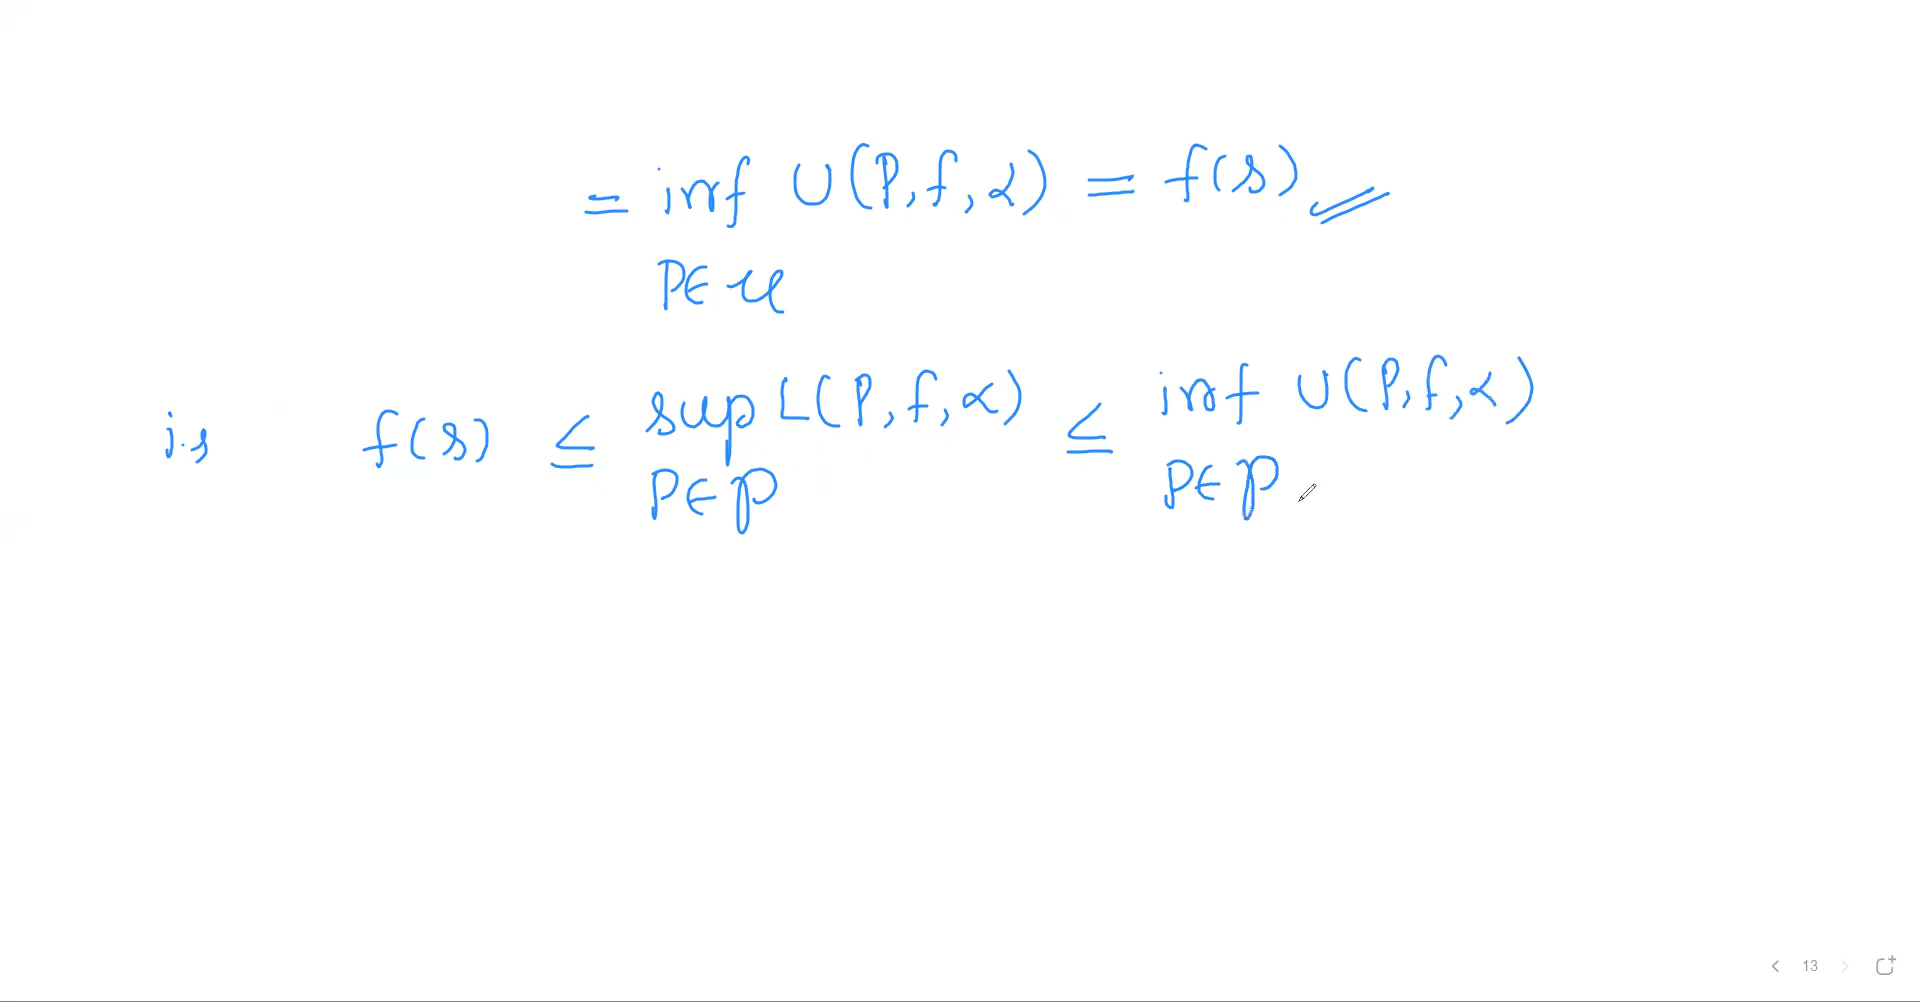 = inf U(P,f,α) = f(s)
P∈𝒰
i.e f(s) ≤ sup L(P,f,α) ≤ inf U(P,f,α)
P∈𝒫 P∈𝒫
13